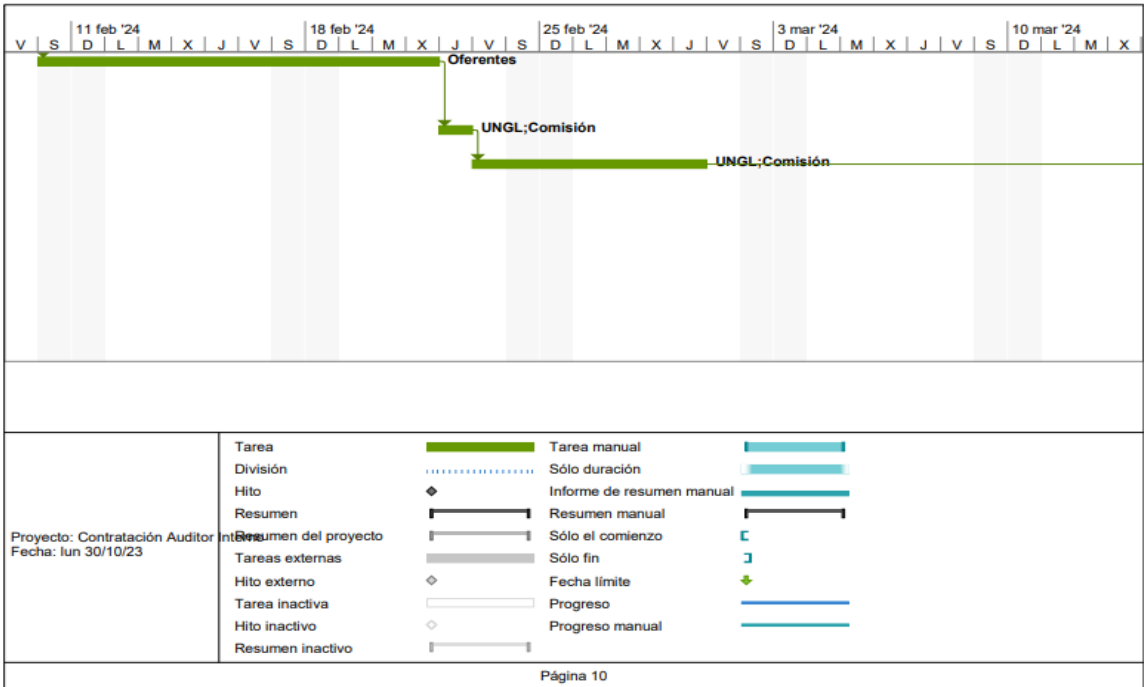 11 feb '24 18 feb '24 25 feb '24 3 mar '24 10 mar '24
V S D L M X J V S D L M X J V S D L M X J V S D L M X J V S D L M X
Oferentes
UNGL;Comisión
UNGL;Comisión
Proyecto: Contratación Auditor Interno
Fecha: lun 30/10/23
Tarea
División
Hito
Resumen
Resumen del proyecto
Tareas externas
Hito externo
Tarea inactiva
Hito inactivo
Resumen inactivo
Tarea manual
Sólo duración
Informe de resumen manual
Resumen manual
Sólo el comienzo
Sólo fin
Fecha límite
Progreso
Progreso manual
Página 10